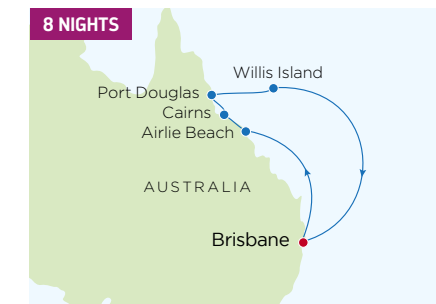 8 NIGHTS
Willis Island
Port Douglas
Cairns
Airlie Beach
AUSTRALIA
Brisbane